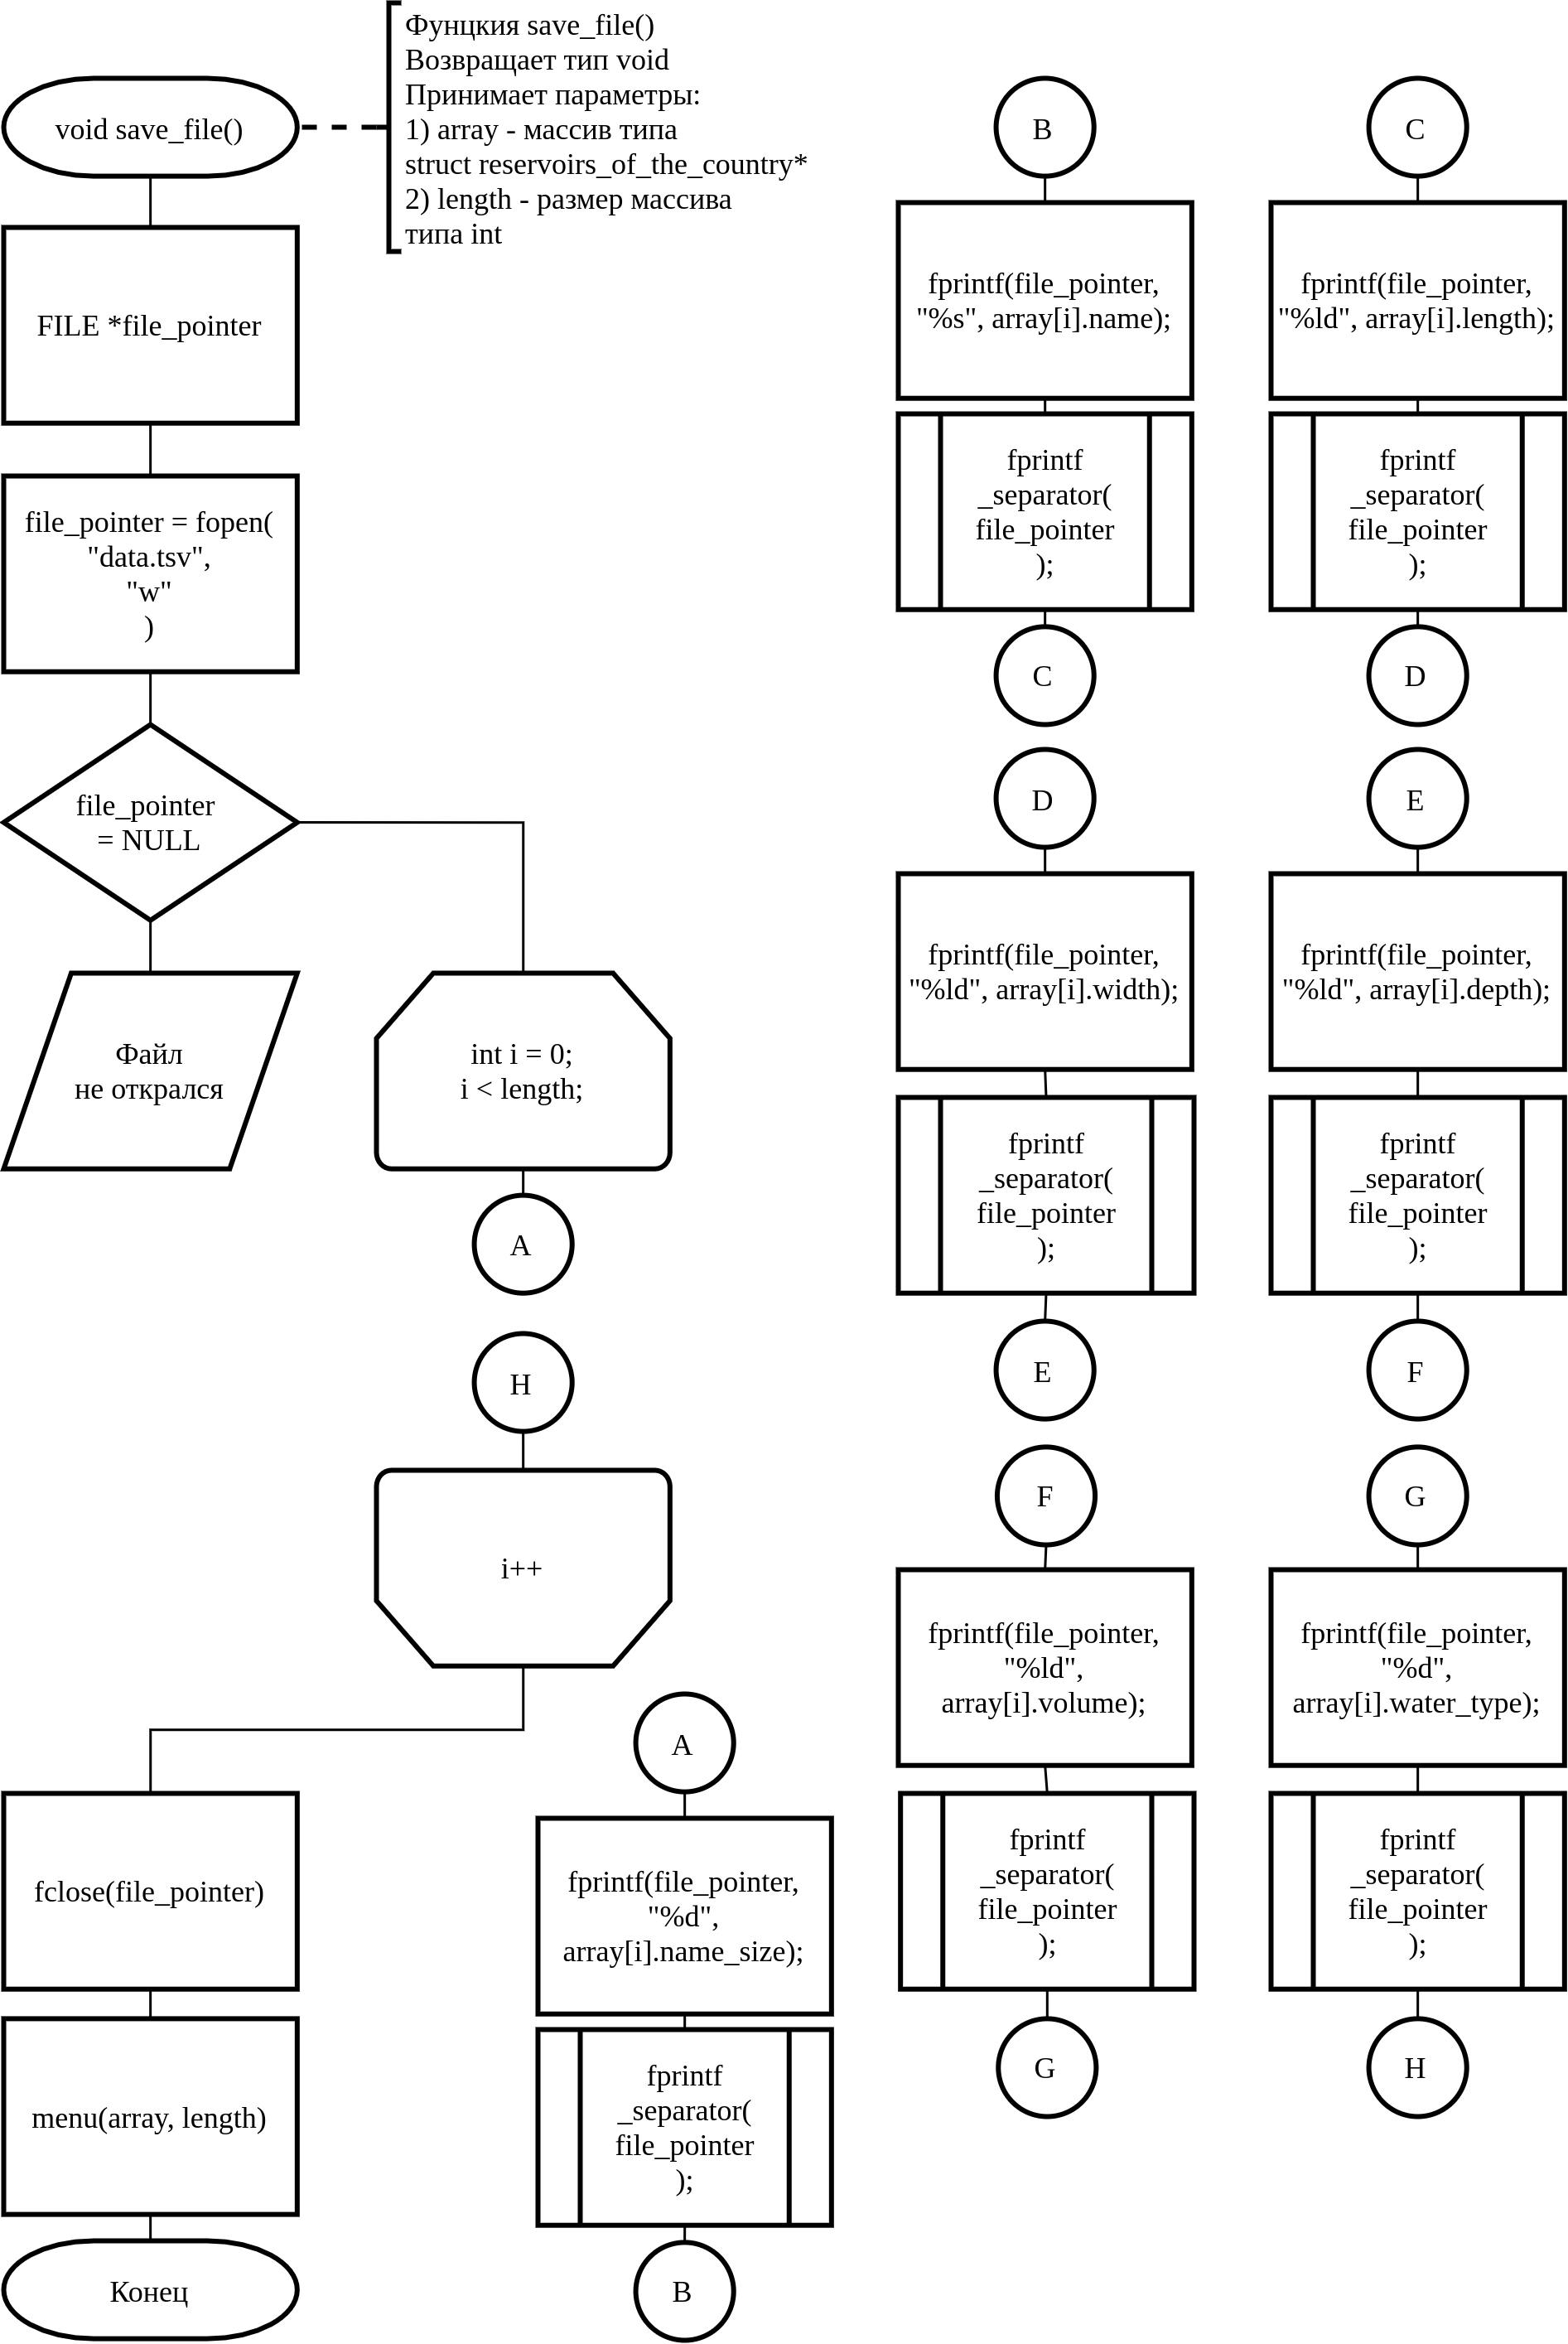 void save_file()
Фунцкия save_file()
Возвращает тип void
Принимает параметры:
1) array - массив типа
struct reservoirs_of_the_country*
2) length - размер массива
типа int
FILE *file_pointer
file_pointer = fopen(
"data.tsv",
"w"
)
file_pointer
= NULL
Файл
не открался
int i = 0;
i < length;
A
H
i++
fclose(file_pointer)
menu(array, length)
Конец
A
fprintf(file_pointer,
"%d",
array[i].name_size);
fprintf
_separator(
file_pointer
);
B
B
fprintf(file_pointer,
"%s", array[i].name);
fprintf
_separator(
file_pointer
);
C
C
fprintf(file_pointer,
"%ld", array[i].length);
fprintf
_separator(
file_pointer
);
D
D
fprintf(file_pointer,
"%ld", array[i].width);
fprintf
_separator(
file_pointer
);
E
E
fprintf(file_pointer,
"%ld", array[i].depth);
fprintf
_separator(
file_pointer
);
F
F
fprintf(file_pointer,
"%ld",
array[i].volume);
fprintf
_separator(
file_pointer
);
G
G
fprintf(file_pointer,
"%d",
array[i].water_type);
fprintf
_separator(
file_pointer
);
H